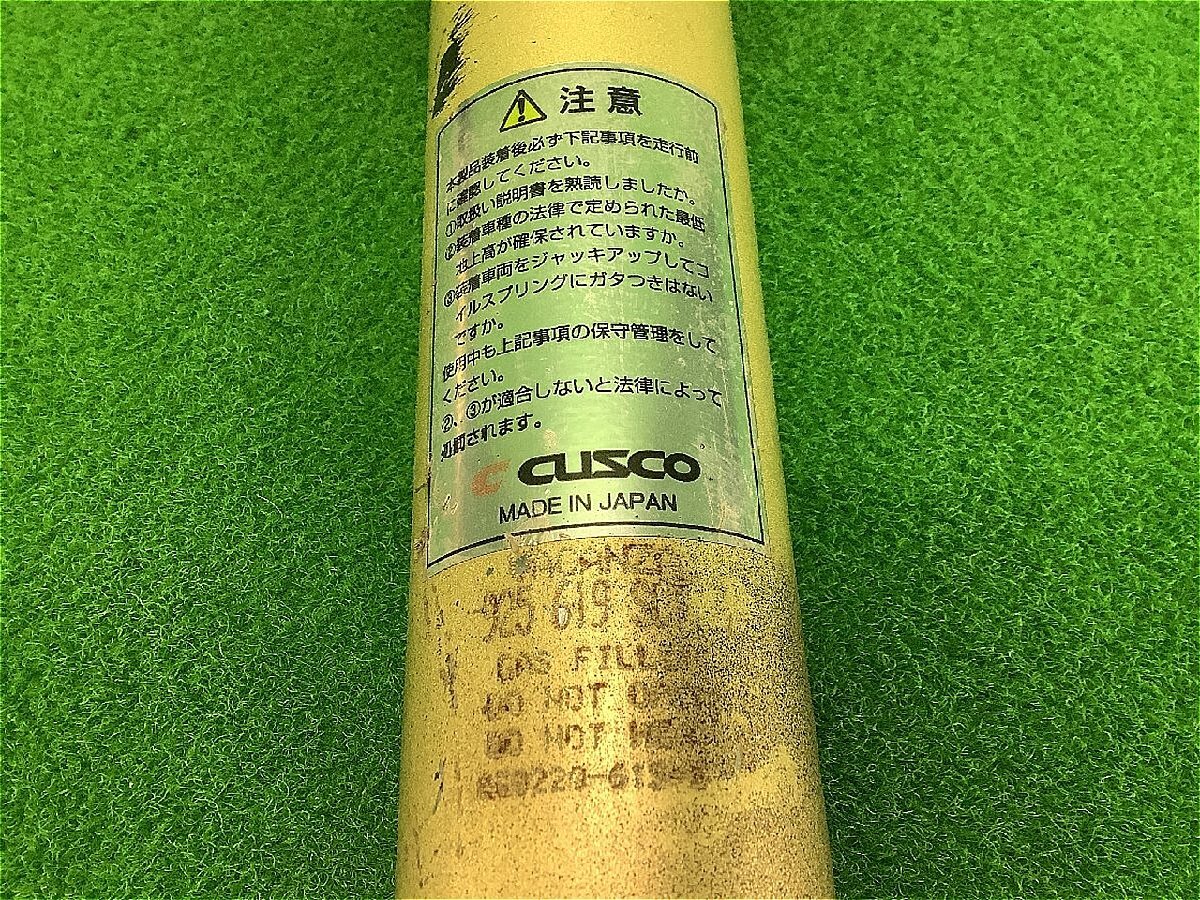 注意
本製品装着後必ず下記事項を走行前
に確認してください。
①取扱い説明書を熟読しましたか。
②装着車種の法律で定められた最低
地上高が確保されていますか。
③装着車両をジャッキアップしてコ
イルスプリングにガタつきはない
ですか。
使用中も上記事項の保守管理をして
ください。
②、③が適合しないと法律によって
処罰されます。
C CUSCO
MADE IN JAPAN
GAS FILL
NOT
DO NOT